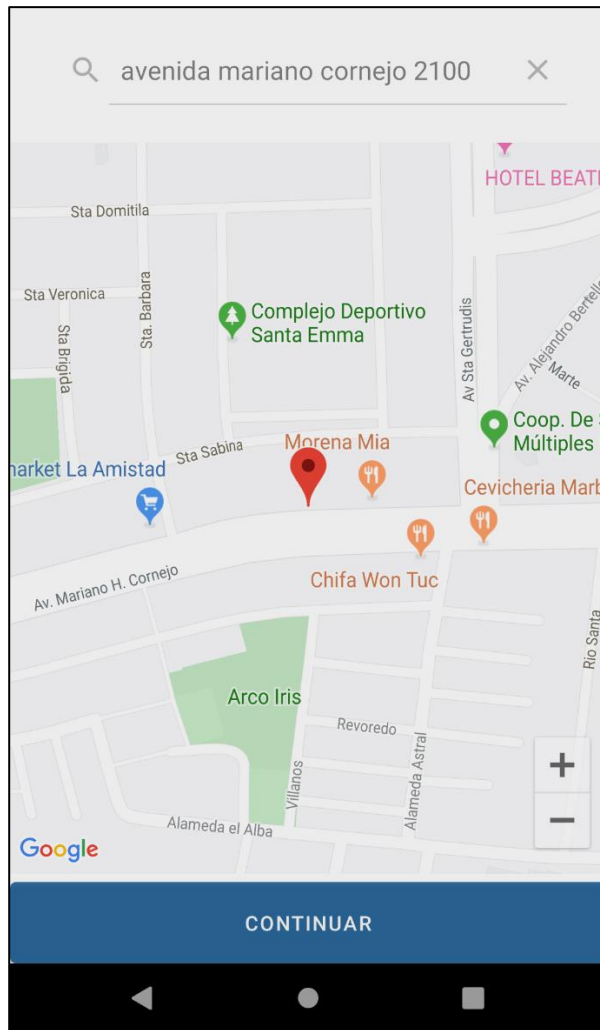 avenida mariano cornejo 2100
HOTEL BEATI
Sta Domitila
Sta Veronica
Sta. Barbara
Sta Brigida
Complejo Deportivo
Santa Emma
Av Sta Gertrudis
Av. Alejandro Bertello
Marte
Coop. De S
Múltiples
Sta Sabina
Morena Mia
market La Amistad
Cevicheria Marb
Av. Mariano H. Cornejo
Chifa Won Tuc
Rio Santa
Arco Iris
Revoredo
Villanos
Alameda Astral
Alameda el Alba
+
−
Google
CONTINUAR